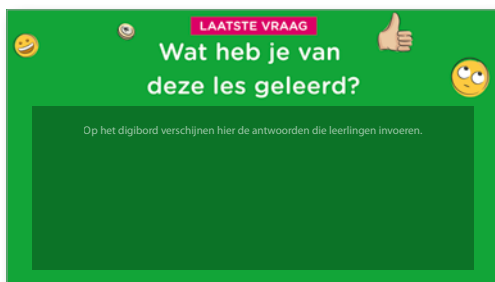 LAATSTE VRAAG
Wat heb je van
deze les geleerd?
Op het digibord verschijnen hier de antwoorden die leerlingen invoeren.